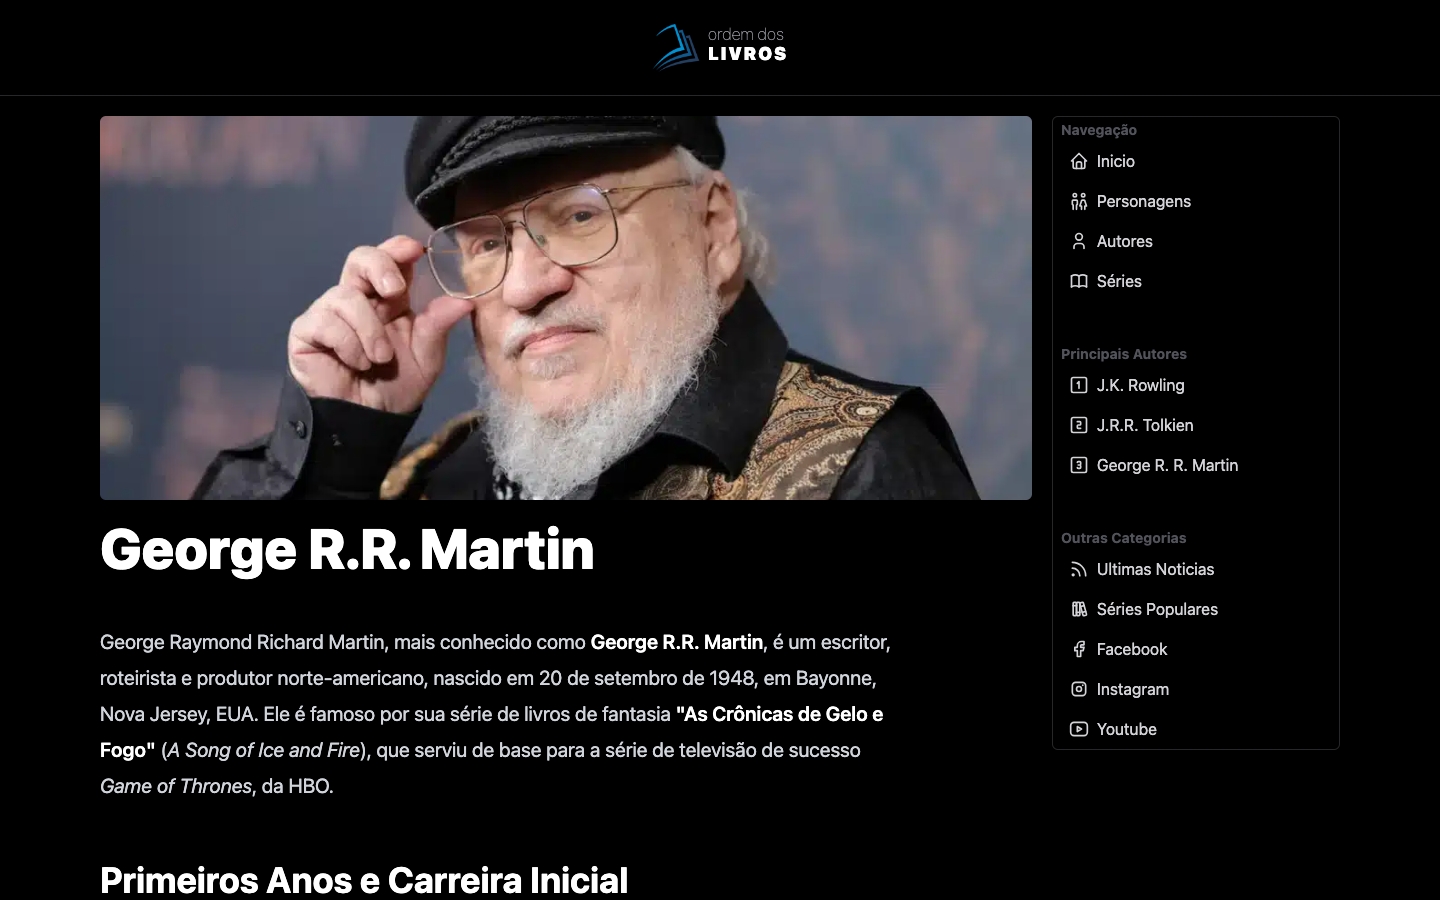 ordem dos
LIVROS
George R.R. Martin
George Raymond Richard Martin, mais conhecido como George R.R. Martin, é um escritor,
roteirista e produtor norte-americano, nascido em 20 de setembro de 1948, em Bayonne,
Nova Jersey, EUA. Ele é famoso por sua série de livros de fantasia "As Crônicas de Gelo e
Fogo" (A Song of Ice and Fire), que serviu de base para a série de televisão de sucesso
Game of Thrones, da HBO.
Primeiros Anos e Carreira Inicial
Navegação
Inicio
Personagens
Autores
Séries
Principais Autores
1 J.K. Rowling
2 J.R.R. Tolkien
3 George R. R. Martin
Outras Categorias
Ultimas Noticias
Séries Populares
Facebook
Instagram
Youtube